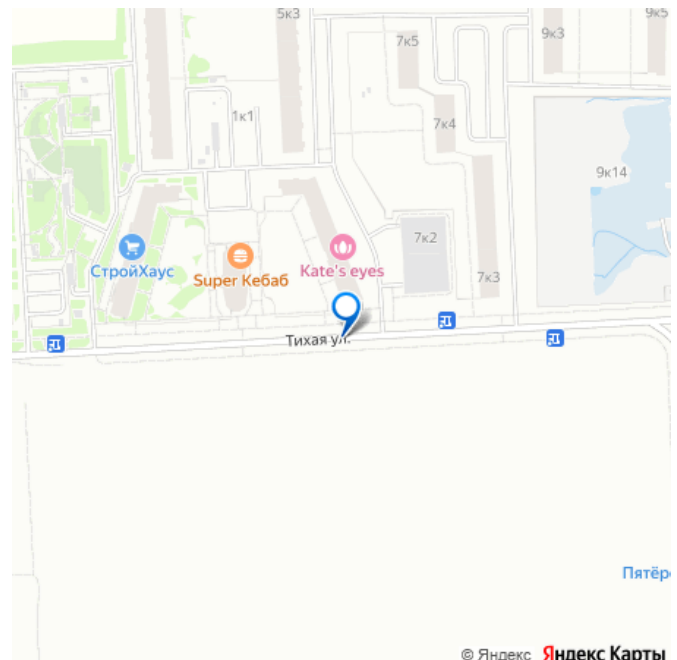 5к3
9к3
9к5
7к5
1к1
7к4
9к14
7к2
СтройХаус
Super Кебаб
Kate's eyes
7к3
Тихая ул.
Пятёр
© Яндекс Яндекс Карты